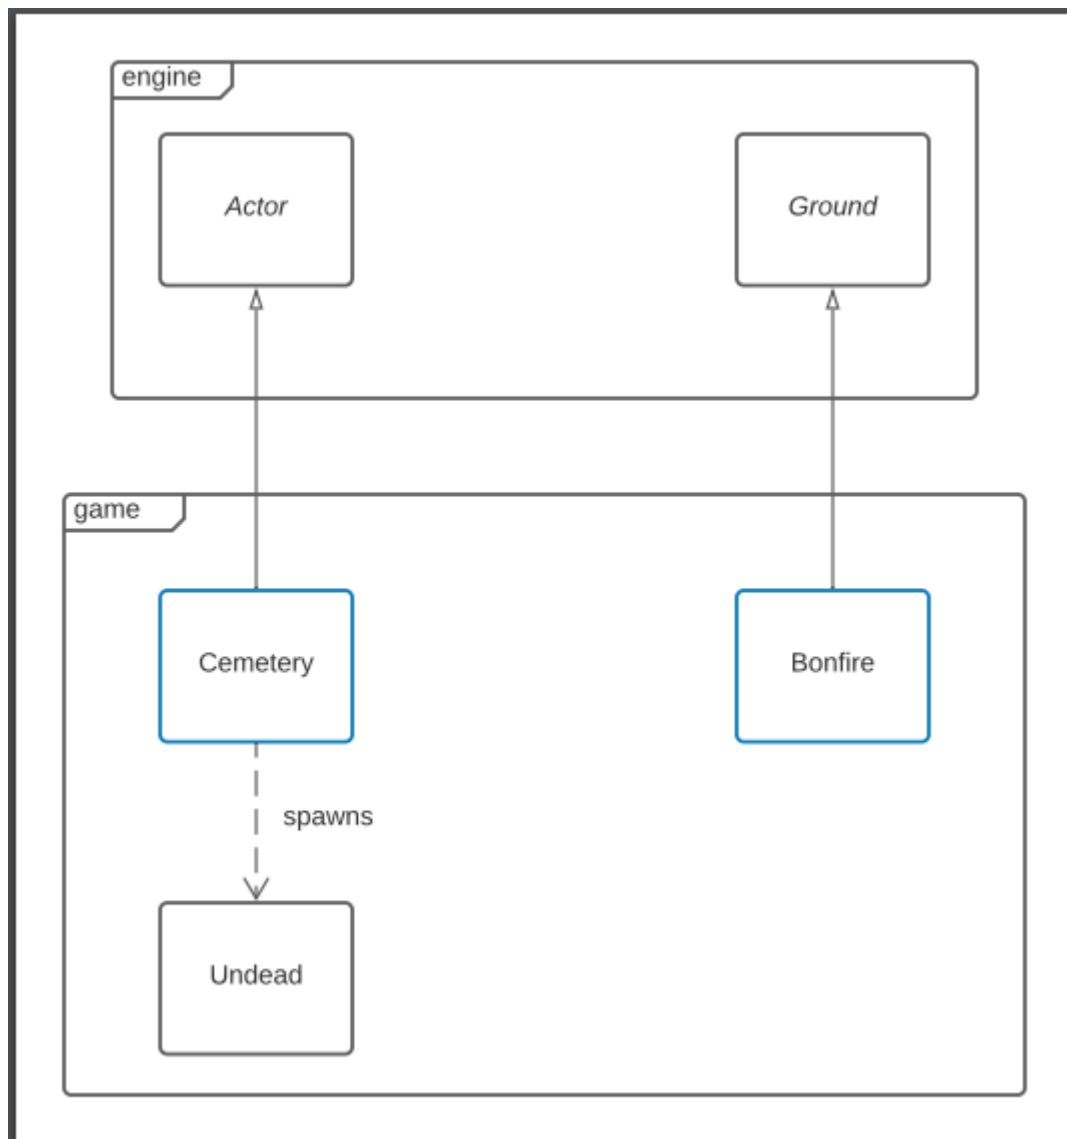 engine
Actor
Ground
game
Cemetery
Bonfire
spawns
Undead